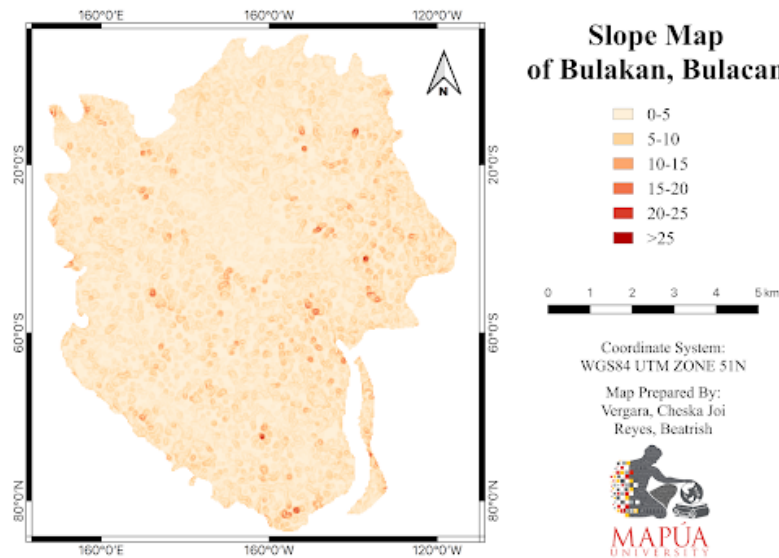 160°0'E 160°0'W 120°0'W
20°0'S 20°0'S
60°0'S 60°0'S
80°0'N 80°0'N
160°0'E 160°0'W 120°0'W
N
Slope Map
of Bulakan, Bulacan
0-5
5-10
10-15
15-20
20-25
>25
0 1 2 3 4 5 km
Coordinate System:
WGS84 UTM ZONE 51N
Map Prepared By:
Vergara, Cheska Joi
Reyes, Beatrish
MAPÚA
UNIVERSITY